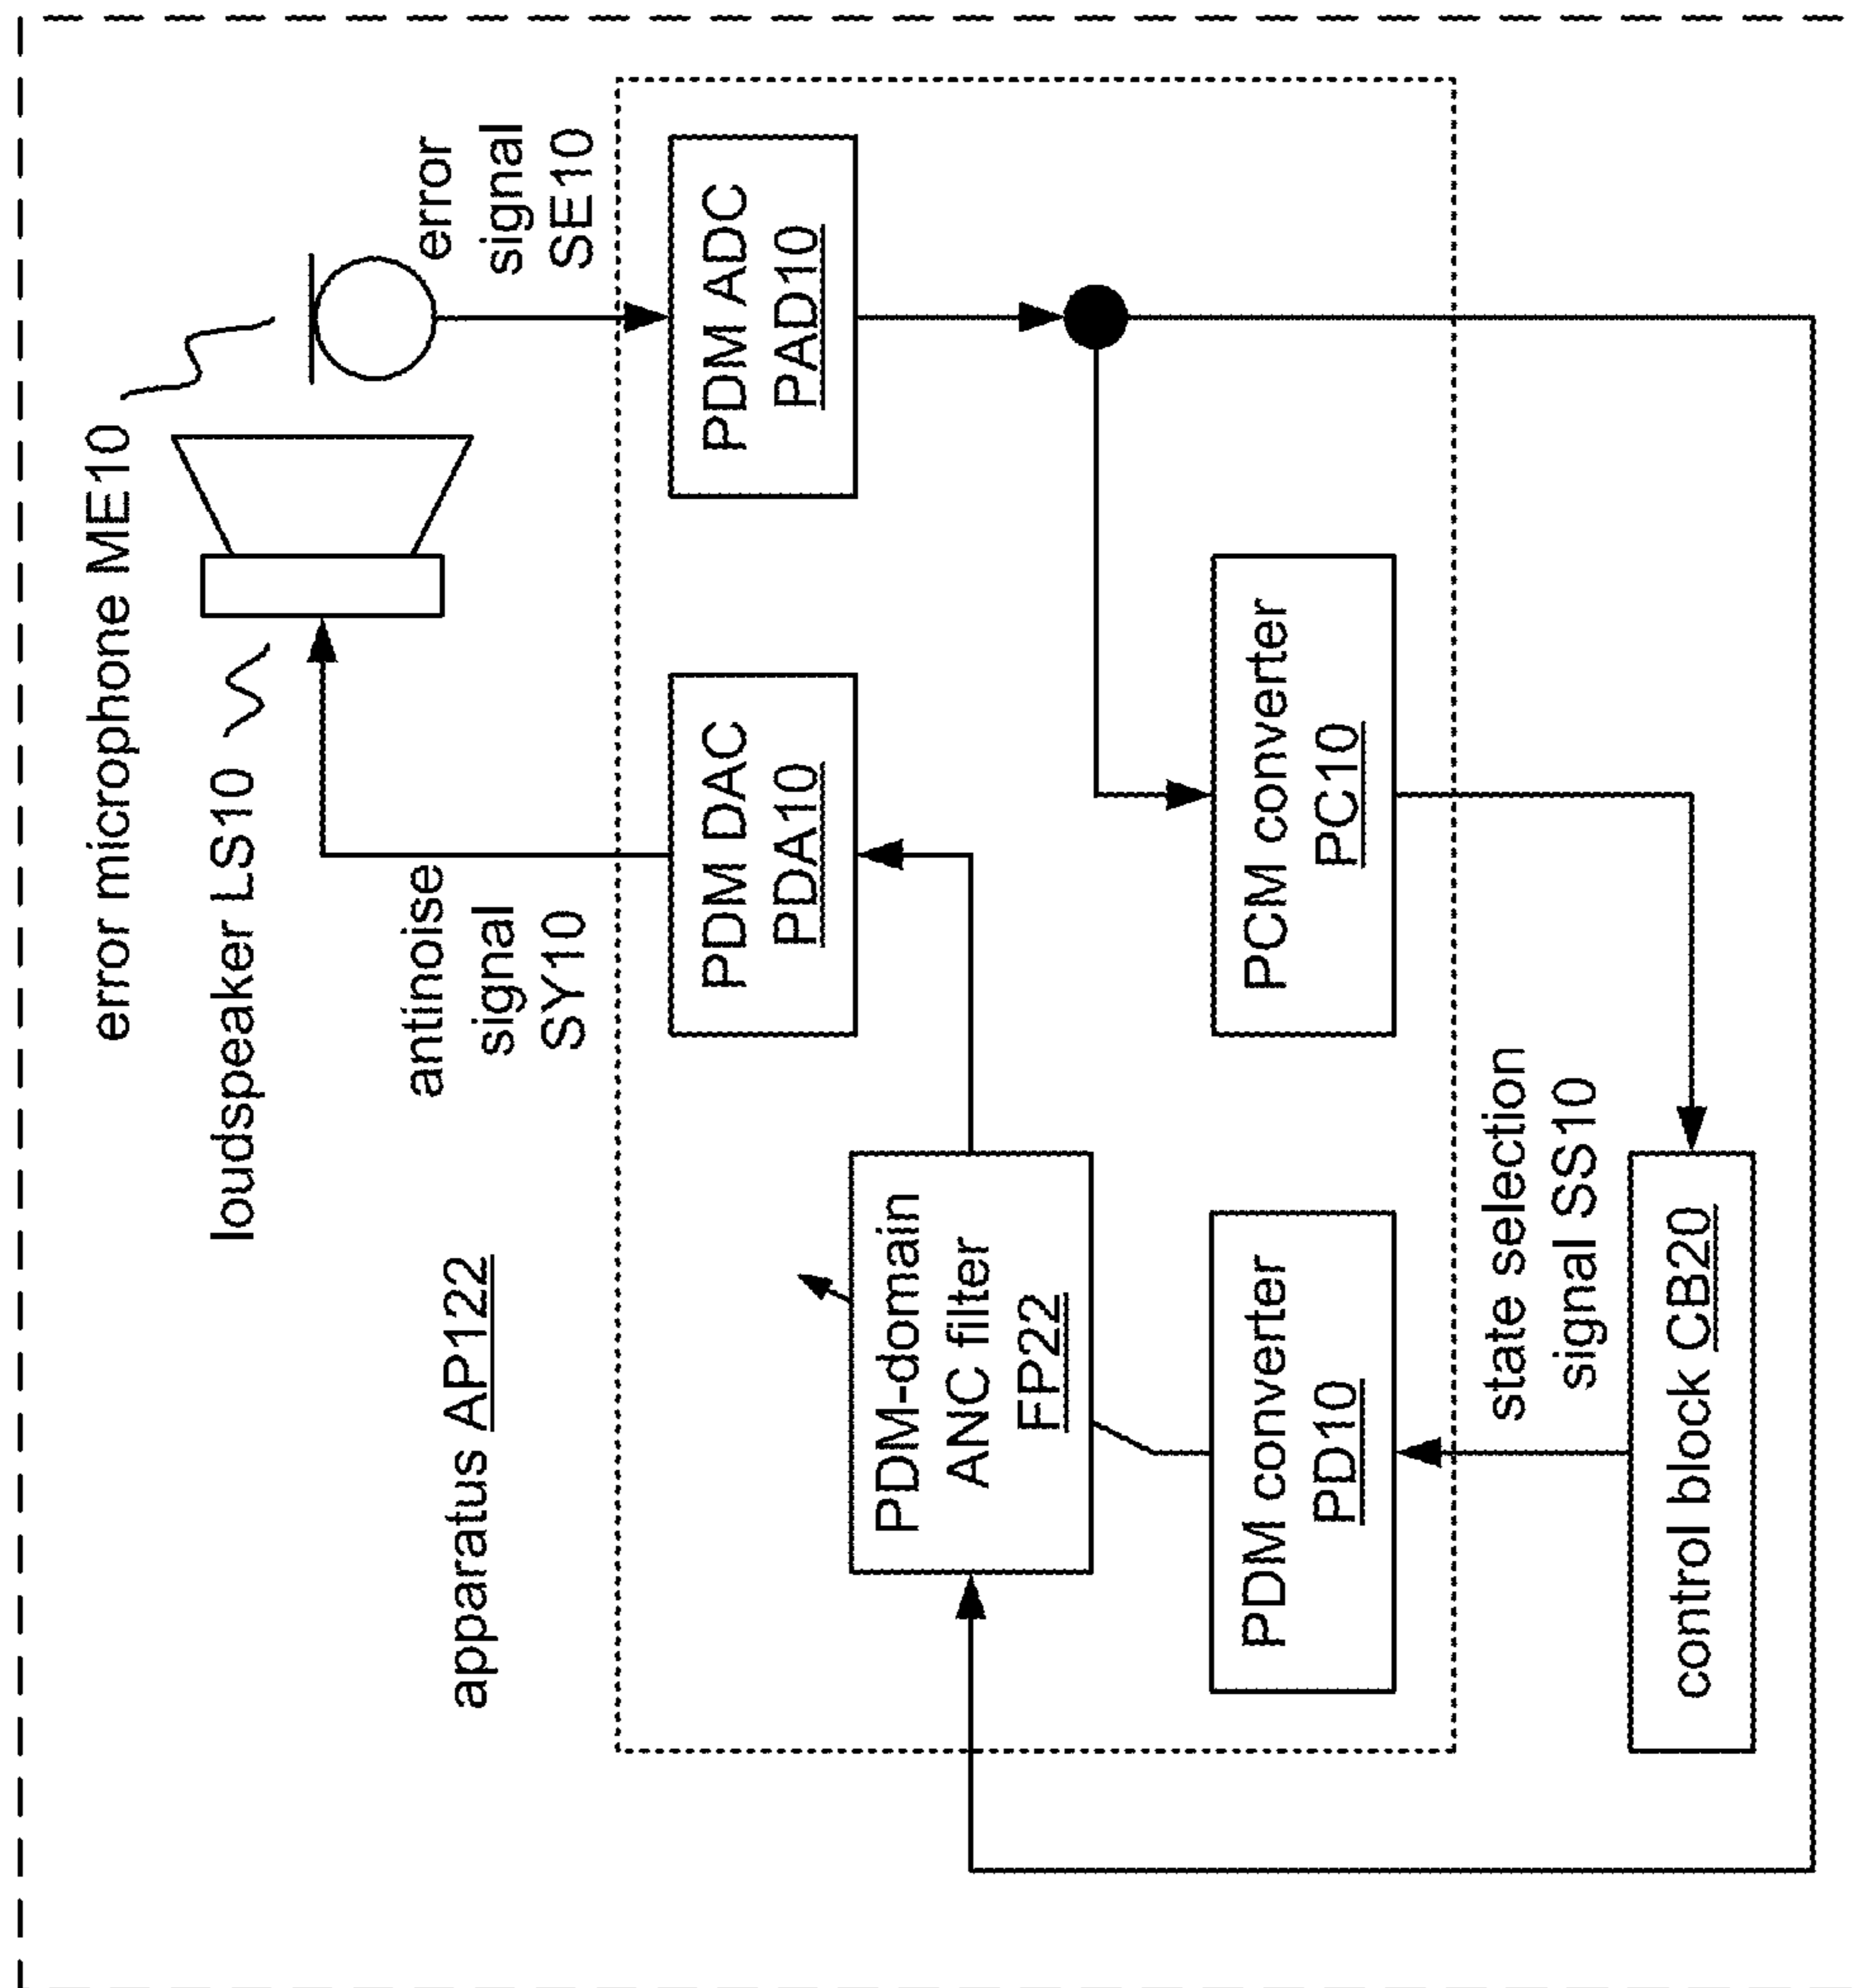 error microphone ME10
loudspeaker LS10
apparatus AP122
antinoise
signal
SY10
error
signal
SE10
PDM-domain
ANC filter
FP22
PDM DAC
PDA10
PDM ADC
PAD10
PDM converter
PD10
PCM converter
PC10
state selection
signal SS10
control block CB20